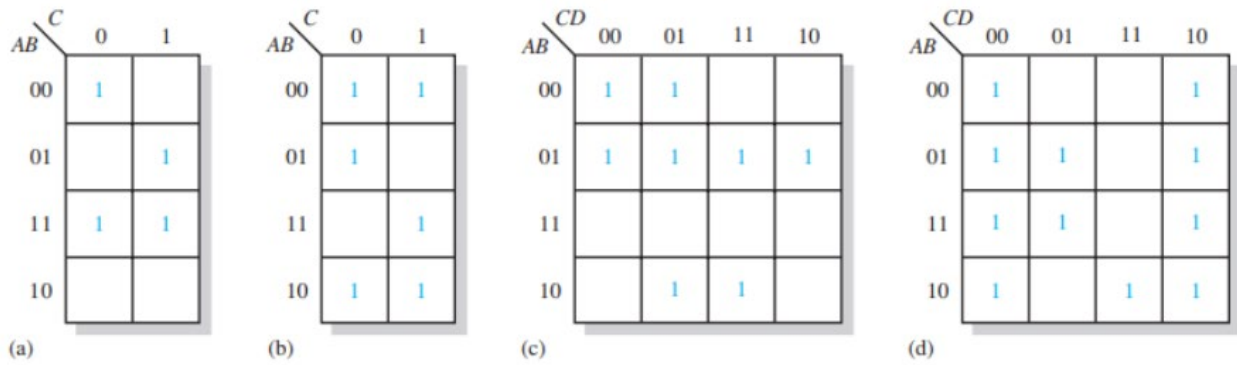 C C CD CD
AB 0 1 AB 0 1 AB 00 01 11 10 AB 00 01 11 10
00 1 00 1 1 00 1 1 00 1 1
01 1 01 1 01 1 1 1 1 01 1 1 1
11 1 1 11 1 11 11 1 1 1
10 10 1 1 10 1 1 10 1 1 1
(a) (b) (c) (d)